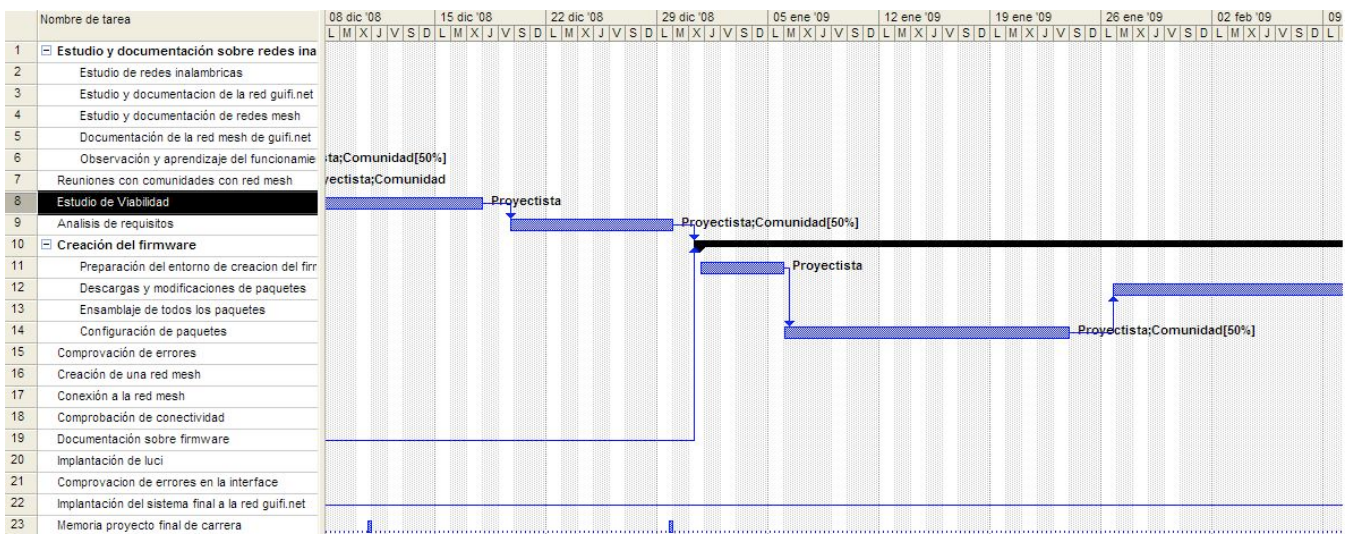 Nombre de tarea
08 dic '08 15 dic '08 22 dic '08 29 dic '08 05 ene '09 12 ene '09 19 ene '09 26 ene '09 02 feb '09 09
L M X J V S D L M X J V S D L M X J V S D L M X J V S D L M X J V S D L M X J V S D L M X J V S D L M X J V S D L M X J V S D L
1 Estudio y documentación sobre redes ina
2 Estudio de redes inalambricas
3 Estudio y documentacion de la red guifi.net
4 Estudio y documentación de redes mesh
5 Documentación de la red mesh de guifi.net
6 Observación y aprendizaje del funcionamie sta;Comunidad[50%]
7 Reuniones con comunidades con red mesh yectista;Comunidad
8 Estudio de Viabilidad Proyectista
9 Analisis de requisitos Proyectista;Comunidad[50%]
10 Creación del firmware
11 Preparación del entorno de creacion del firr Proyectista
12 Descargas y modificaciones de paquetes
13 Ensamblaje de todos los paquetes
14 Configuración de paquetes Proyectista;Comunidad[50%]
15 Comprovación de errores
16 Creación de una red mesh
17 Conexión a la red mesh
18 Comprobación de conectividad
19 Documentación sobre firmware
20 Implantación de luci
21 Comprovacion de errores en la interface
22 Implantación del sistema final a la red guifi.net
23 Memoria proyecto final de carrera